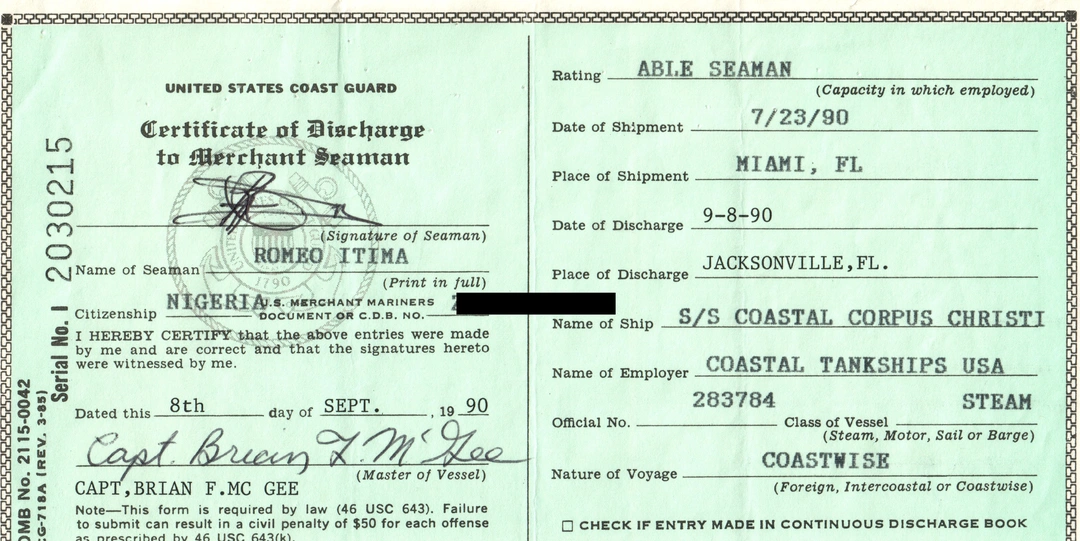 UNITED STATES COAST GUARD
Certificate of Discharge
to Merchant Seaman
(Signature of Seaman)
Name of Seaman ROMEO ITIMA
(Print in full)
Citizenship NIGERIA U.S. MERCHANT MARINERS DOCUMENT OR C.D.B. NO.
I HEREBY CERTIFY that the above entries were made
by me and are correct and that the signatures hereto
were witnessed by me.
Dated this 8th day of SEPT. , 19 90
Capt. Brian F. McGee
(Master of Vessel)
CAPT,BRIAN F.MC GEE
Note—This form is required by law (46 USC 643). Failure
to submit can result in a civil penalty of $50 for each offense
as prescribed by 46 USC 643(k).
Serial No. 1 2030215
OMB No. 2115-0042
CG-718A (REV. 3-85)
1790
Rating ABLE SEAMAN
(Capacity in which employed)
Date of Shipment 7/23/90
Place of Shipment MIAMI, FL
Date of Discharge 9-8-90
Place of Discharge JACKSONVILLE,FL.
Name of Ship S/S COASTAL CORPUS CHRISTI
Name of Employer COASTAL TANKSHIPS USA
283784 STEAM
Official No. Class of Vessel
(Steam, Motor, Sail or Barge)
Nature of Voyage COASTWISE
(Foreign, Intercoastal or Coastwise)
☐ CHECK IF ENTRY MADE IN CONTINUOUS DISCHARGE BOOK